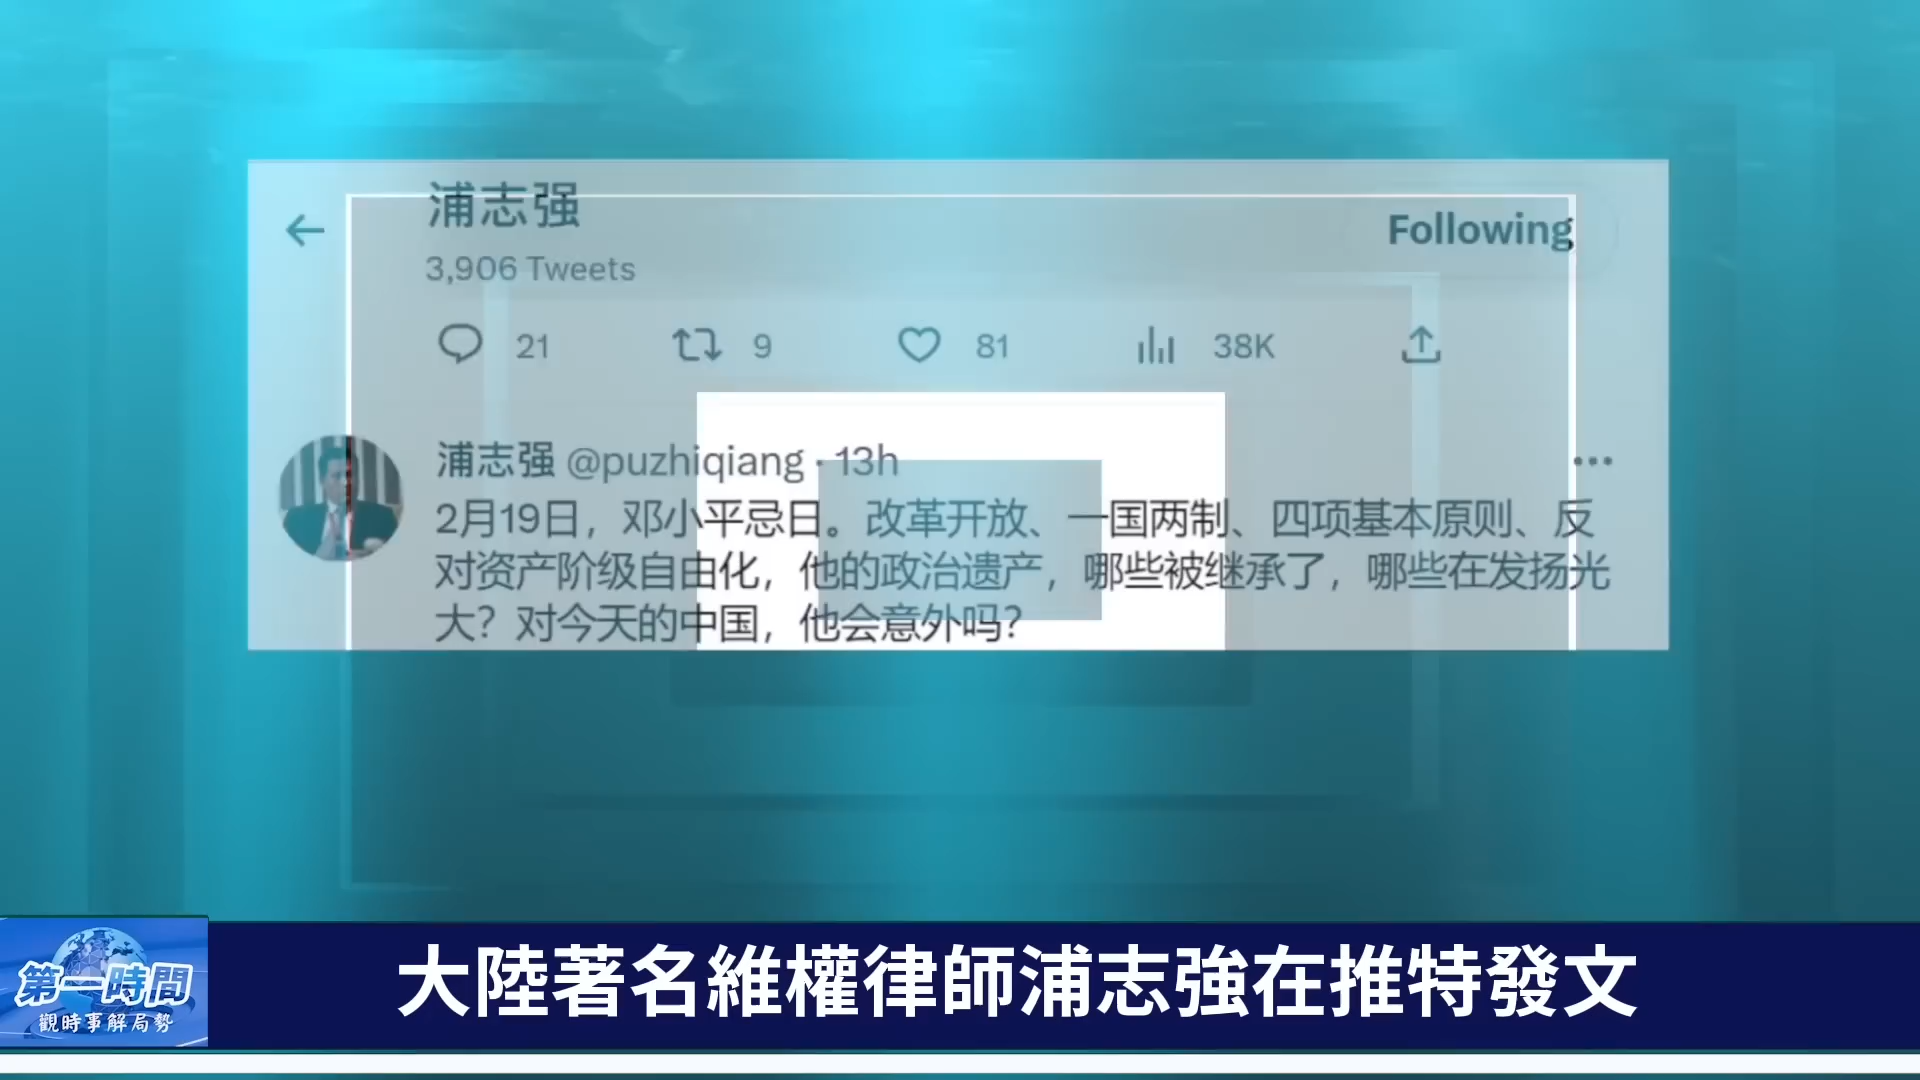 浦志强
Following
3,906 Tweets
21 9 81 38K
浦志强 @puzhiqiang · 13h
2月19日，邓小平忌日。改革开放、一国两制、四项基本原则、反
对资产阶级自由化，他的政治遗产，哪些被继承了，哪些在发扬光
大？对今天的中国，他会意外吗？
第一時間
觀時事解局勢
大陸著名維權律師浦志強在推特發文